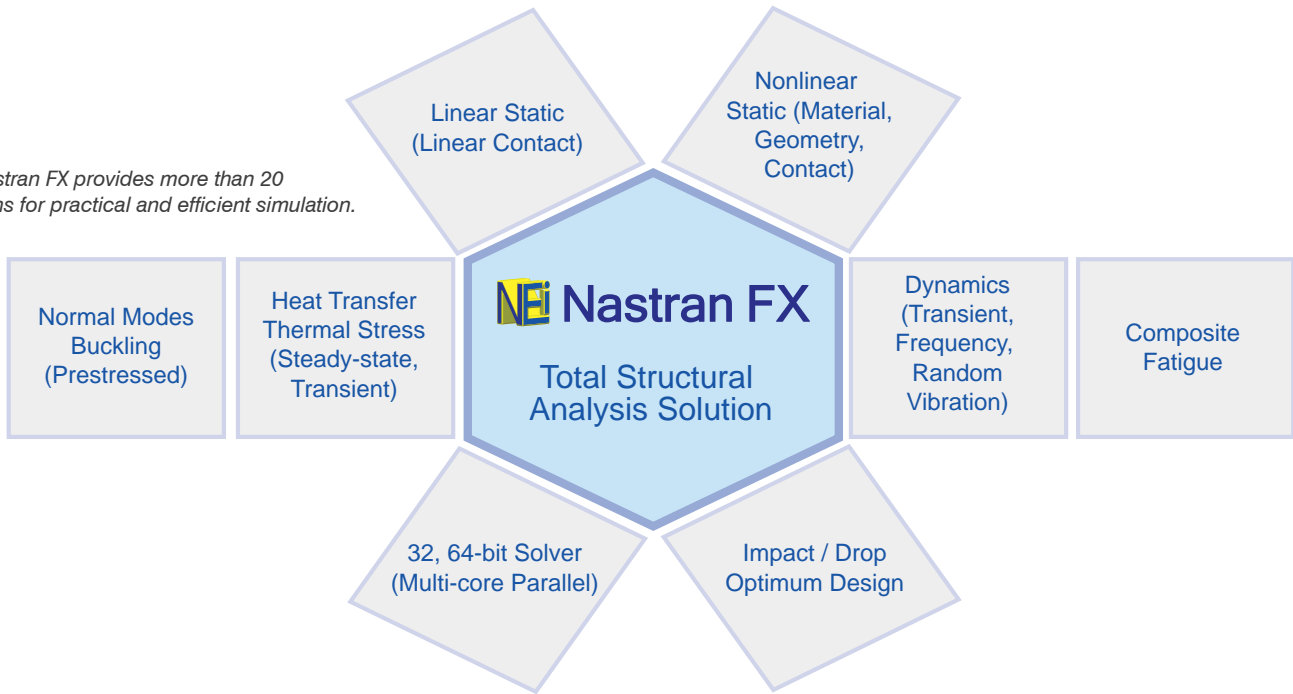 Linear Static
(Linear Contact)
Nonlinear
Static (Material,
Geometry,
Contact)
stran FX provides more than 20
ns for practical and efficient simulation.
Normal Modes
Buckling
(Prestressed)
Heat Transfer
Thermal Stress
(Steady-state,
Transient)
NEi Nastran FX
Total Structural
Analysis Solution
Dynamics
(Transient,
Frequency,
Random
Vibration)
Composite
Fatigue
32, 64-bit Solver
(Multi-core Parallel)
Impact / Drop
Optimum Design